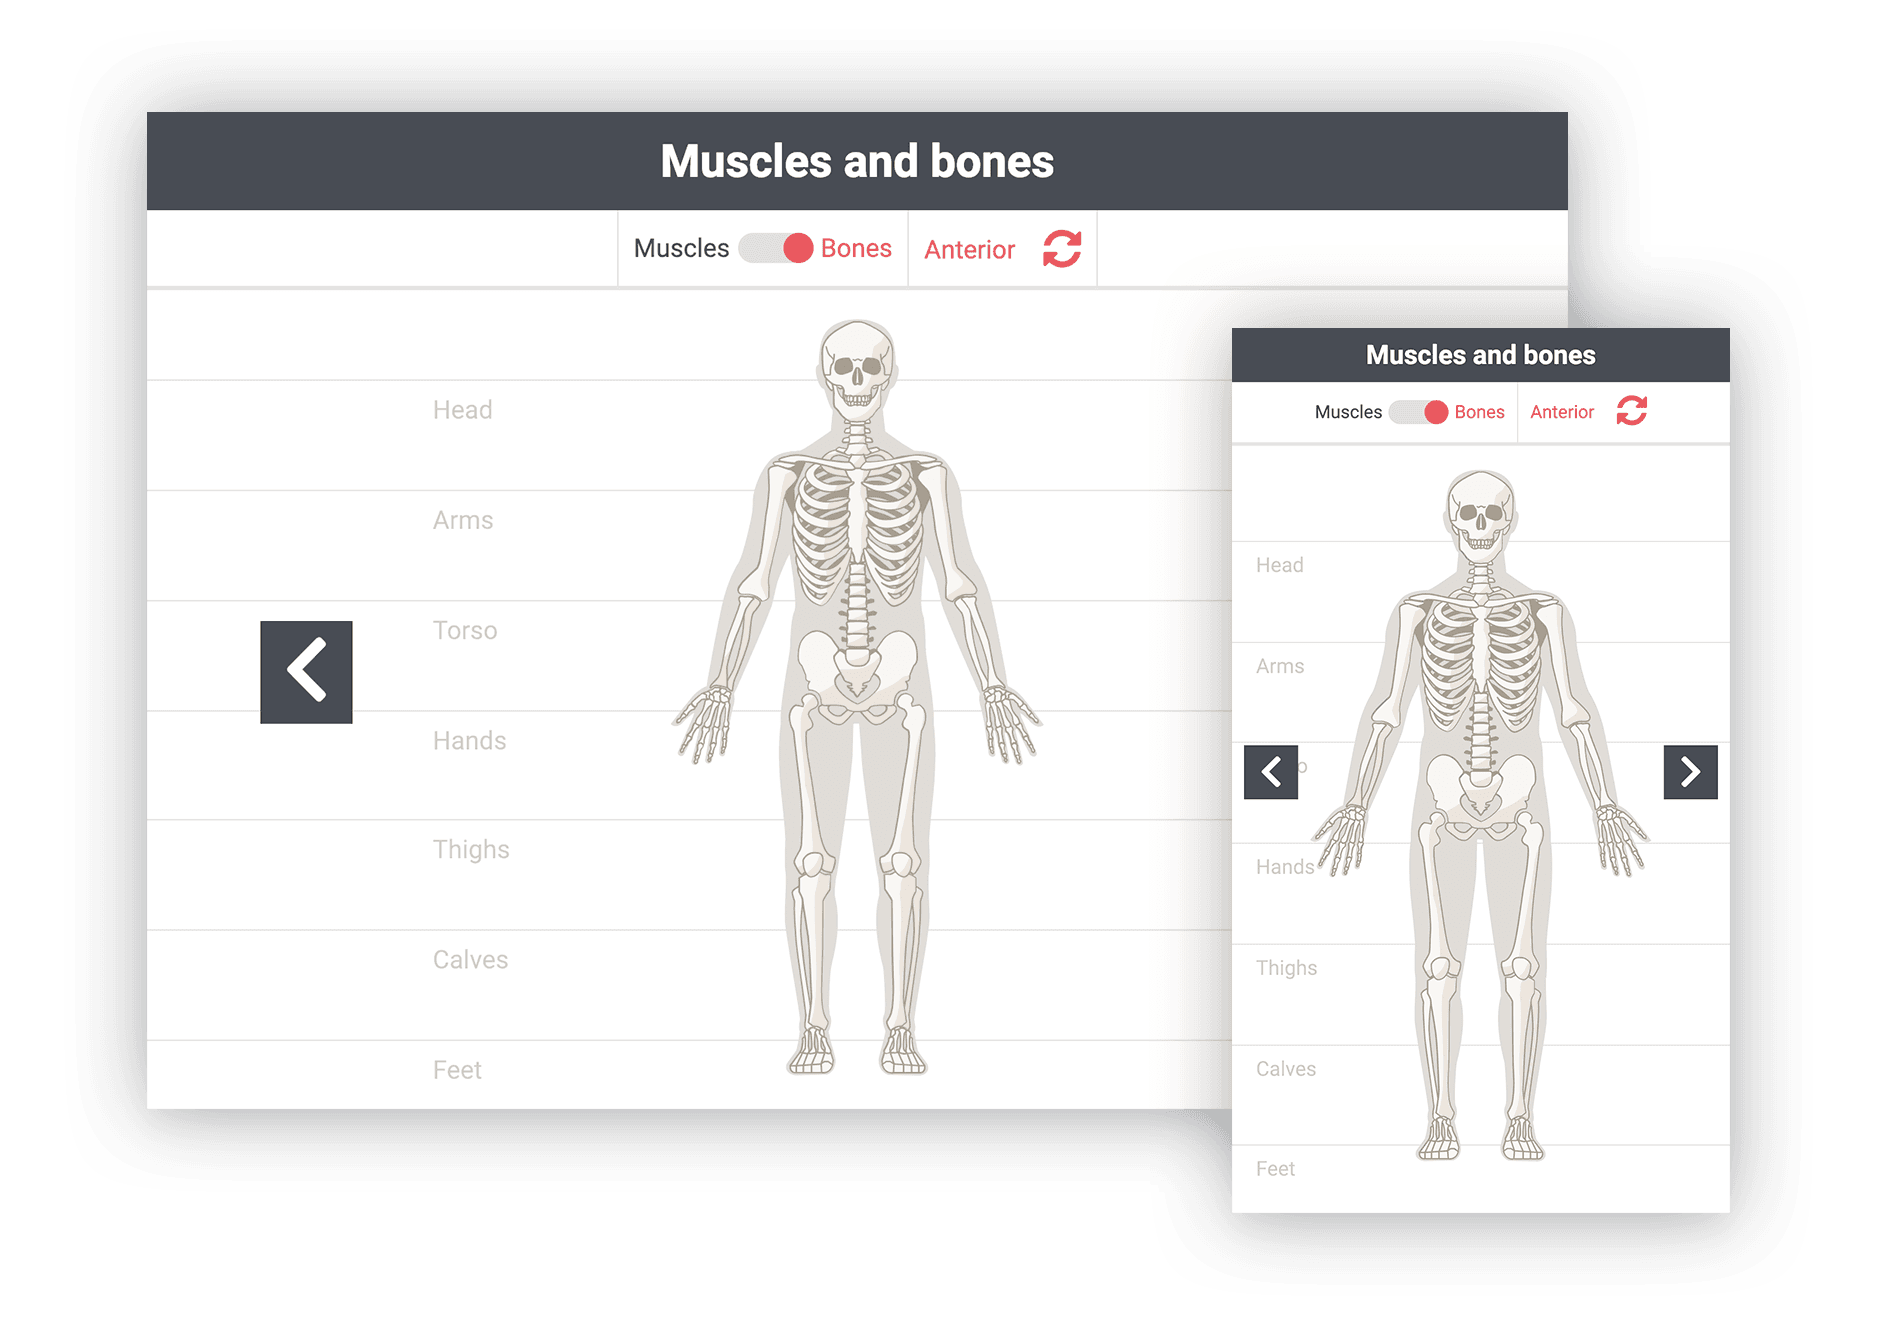 Muscles and bones
Muscles Bones Anterior
Head
Arms
Torso
Hands
Thighs
Calves
Feet
Muscles and bones
Muscles Bones Anterior
Head
Arms
o
Hands
Thighs
Calves
Feet